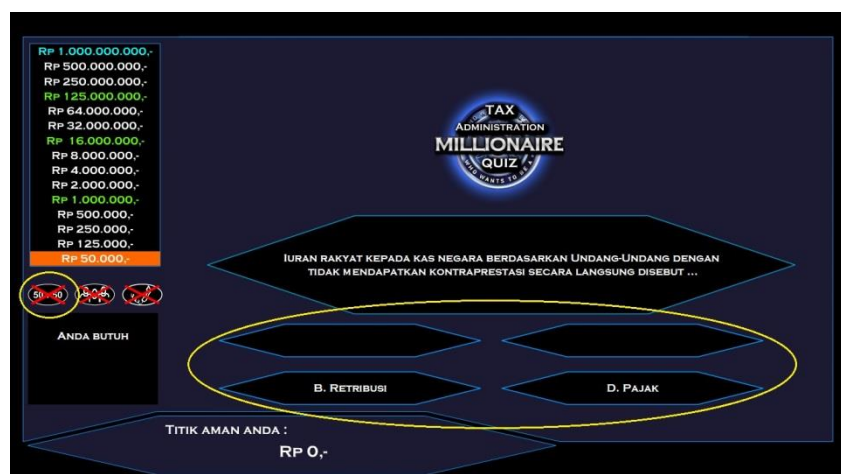 Rp 1.000.000.000,-
Rp 500.000.000,-
Rp 250.000.000,-
Rp 125.000.000,-
Rp 64.000.000,-
Rp 32.000.000,-
Rp 16.000.000,-
Rp 8.000.000,-
Rp 4.000.000,-
Rp 2.000.000,-
Rp 1.000.000,-
Rp 500.000,-
Rp 250.000,-
Rp 125.000,-
Rp 50.000,-
50 50
Anda butuh
Tax
Administration
MILLIONAIRE
Quiz
WHO WANTS TO BE A
Iuran rakyat kepada kas negara berdasarkan Undang-Undang dengan
tidak mendapatkan kontraprestasi secara langsung disebut ...
B. Retribusi
D. Pajak
Titik aman anda :
Rp 0,-